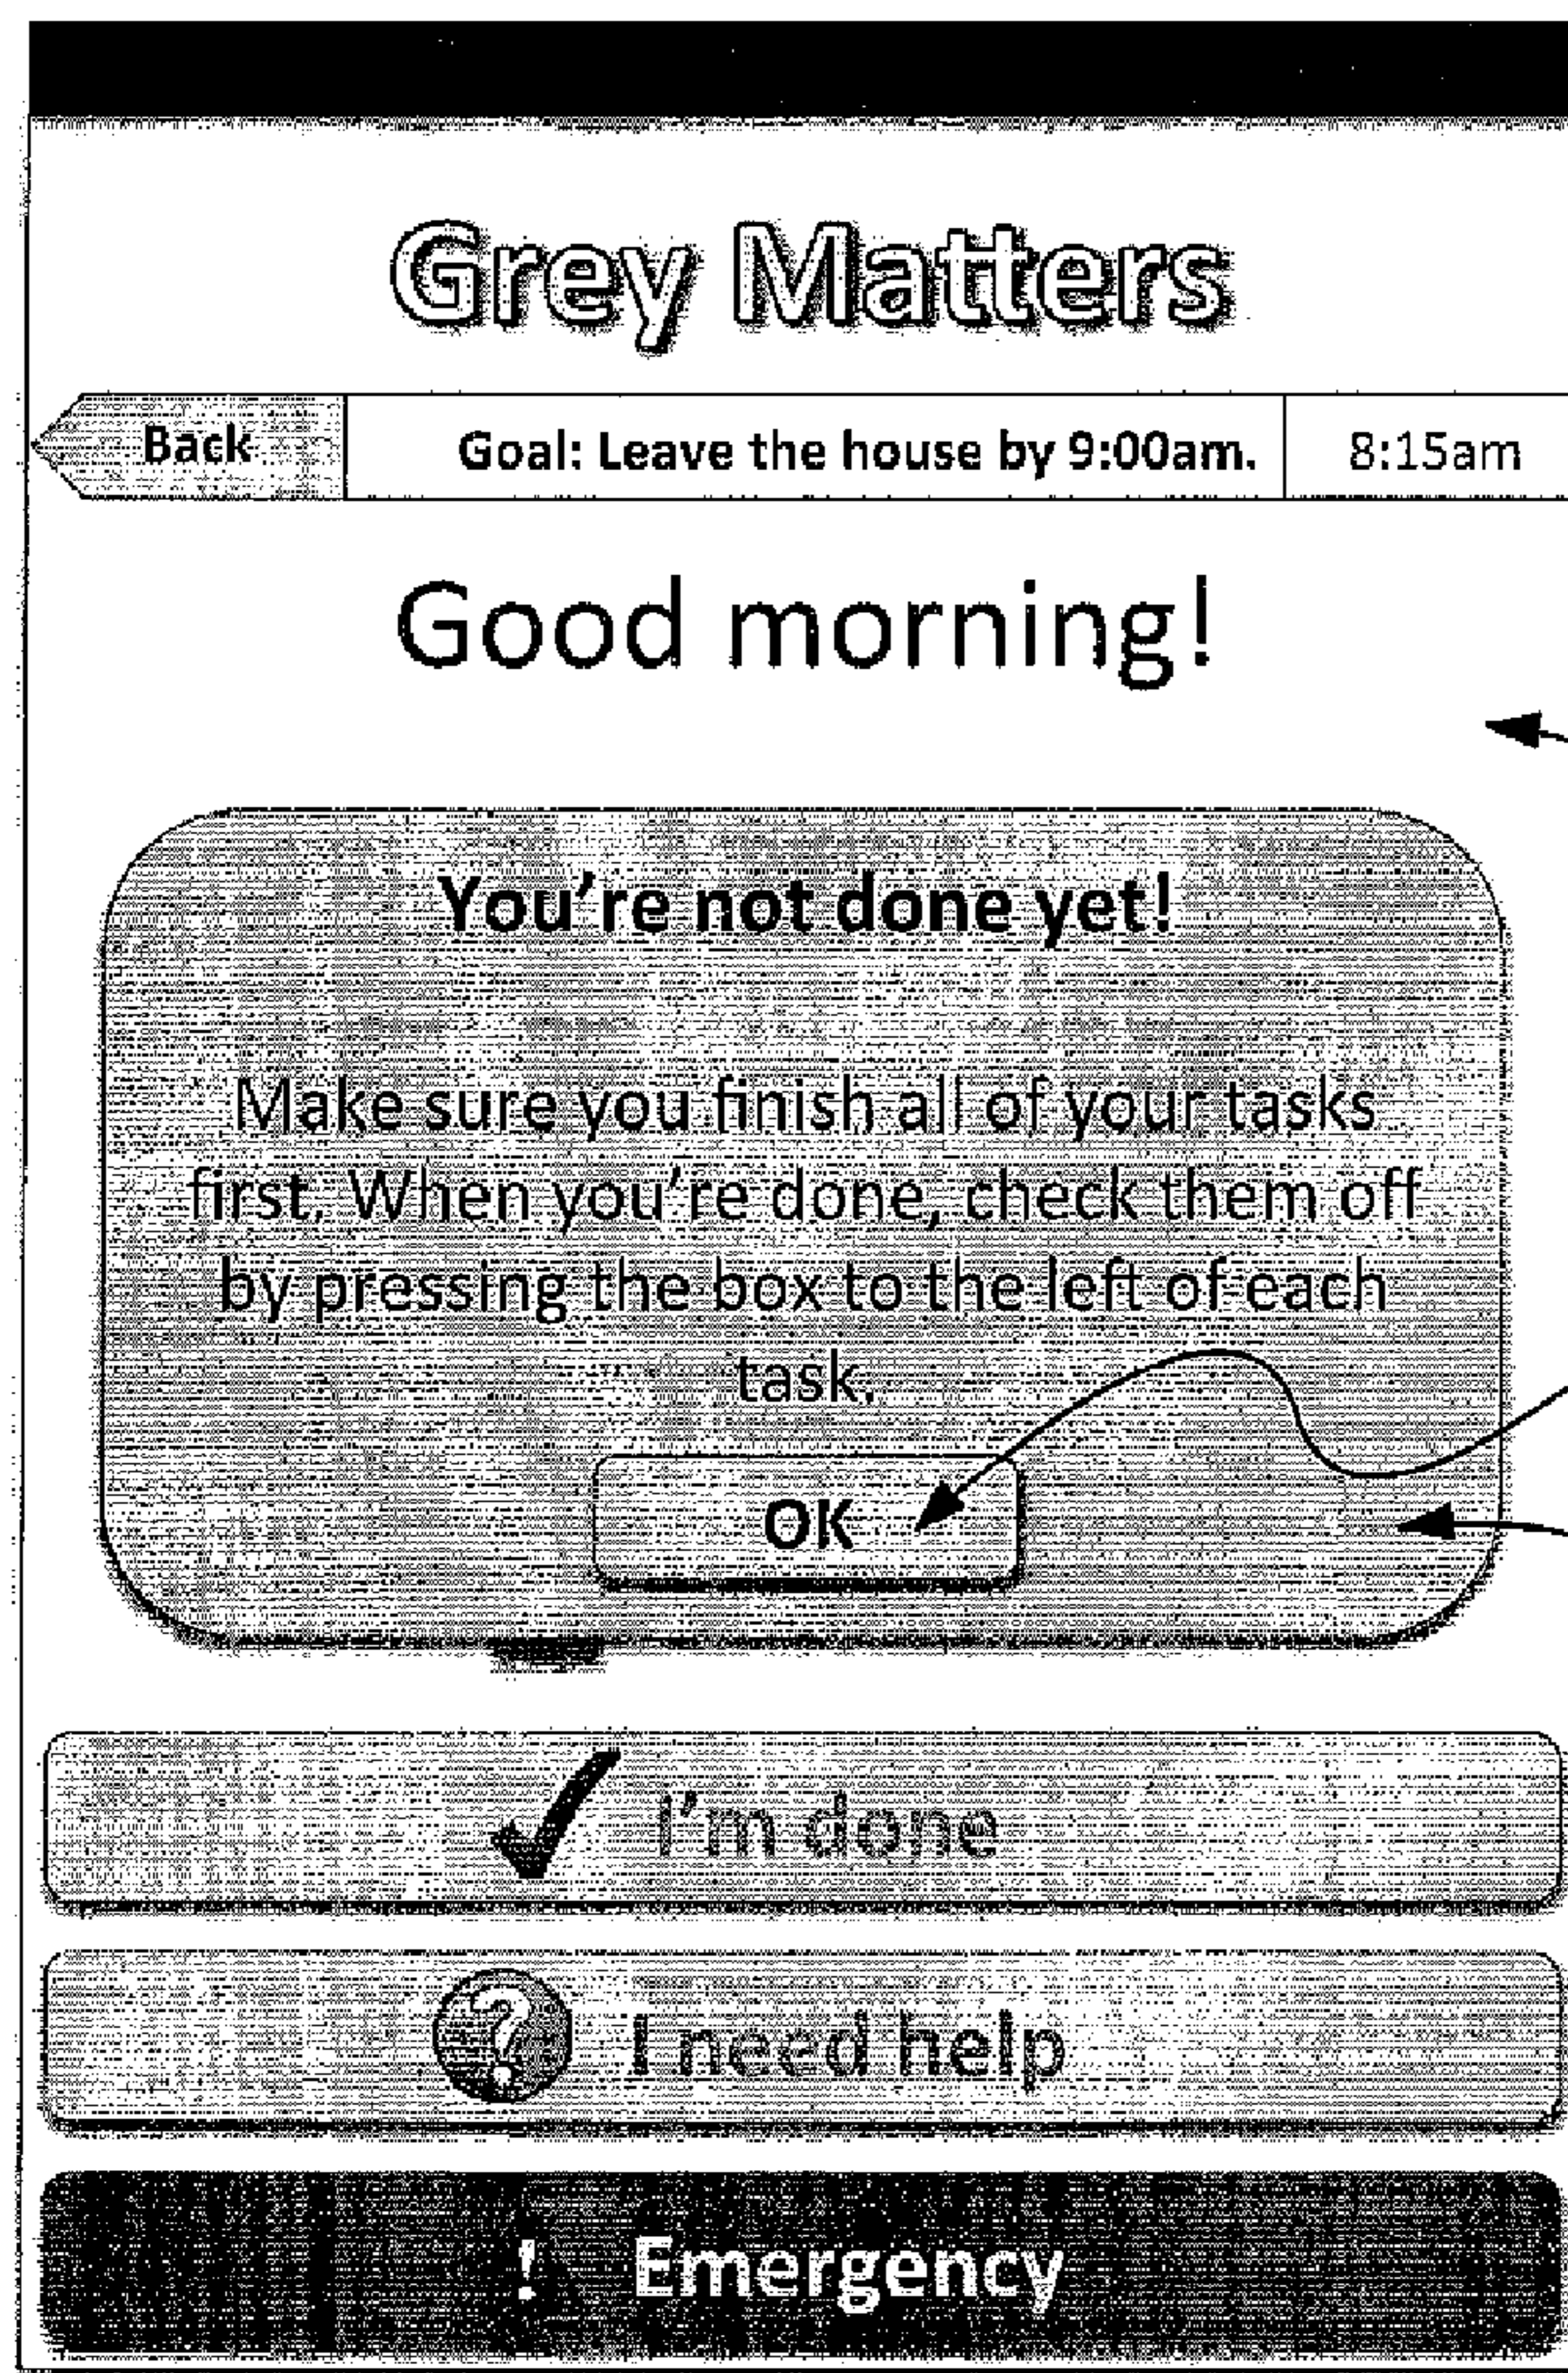 Grey Matters
Back Goal: Leave the house by 9:00am. 8:15am
Good morning!
You're not done yet!
Make sure you finish all of your tasks
first. When you're done, check them off
by pressing the box to the left of each
task.
OK
I'm done
? I need help
! Emergency